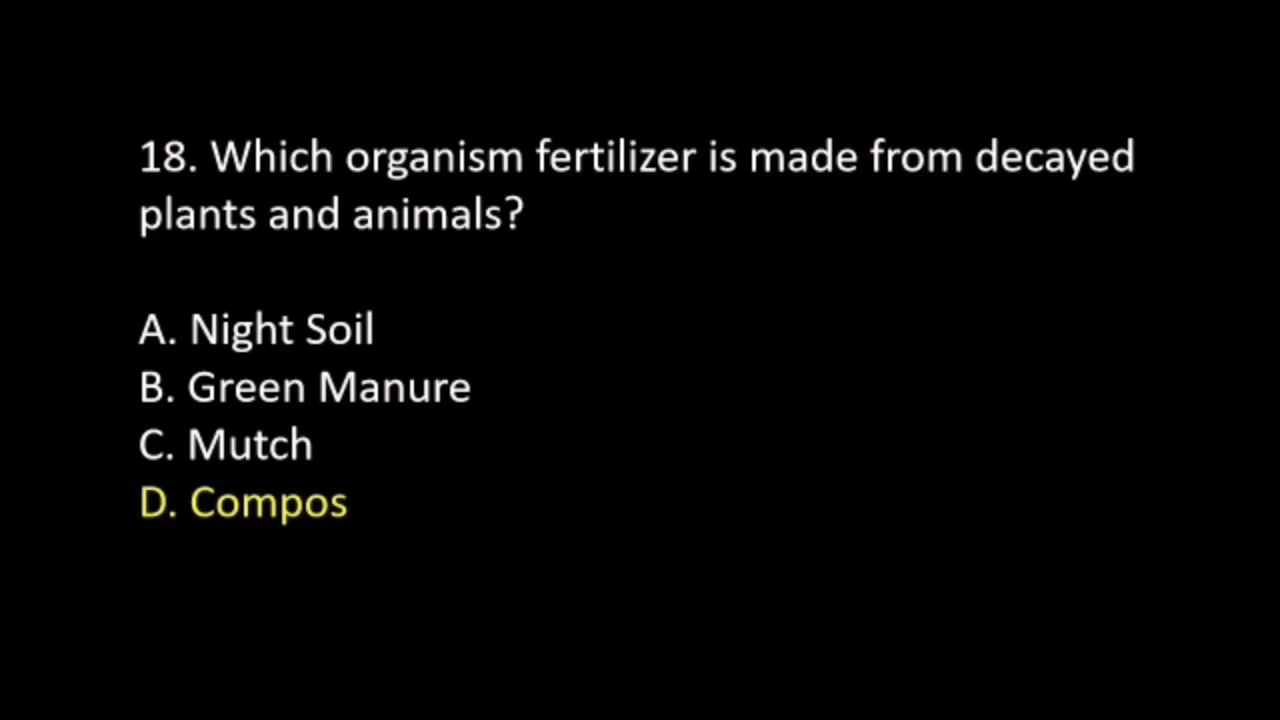 18. Which organism fertilizer is made from decayed
plants and animals?
A. Night Soil
B. Green Manure
C. Mutch
D. Compos